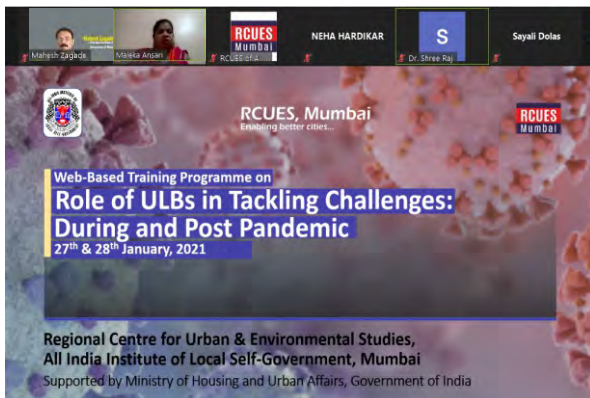 Mahesh Zagade
Maleka Ansari
RCUES
Mumbai
RCUES of A
NEHA HARDIKAR
S
Dr. Shree Raj
Sayali Dolas
RCUES, Mumbai
Enabling better cities...
RCUES
Mumbai
Web-Based Training Programme on
Role of ULBs in Tackling Challenges:
During and Post Pandemic
27th & 28th January, 2021
Regional Centre for Urban & Environmental Studies,
All India Institute of Local Self-Government, Mumbai
Supported by Ministry of Housing and Urban Affairs, Government of India